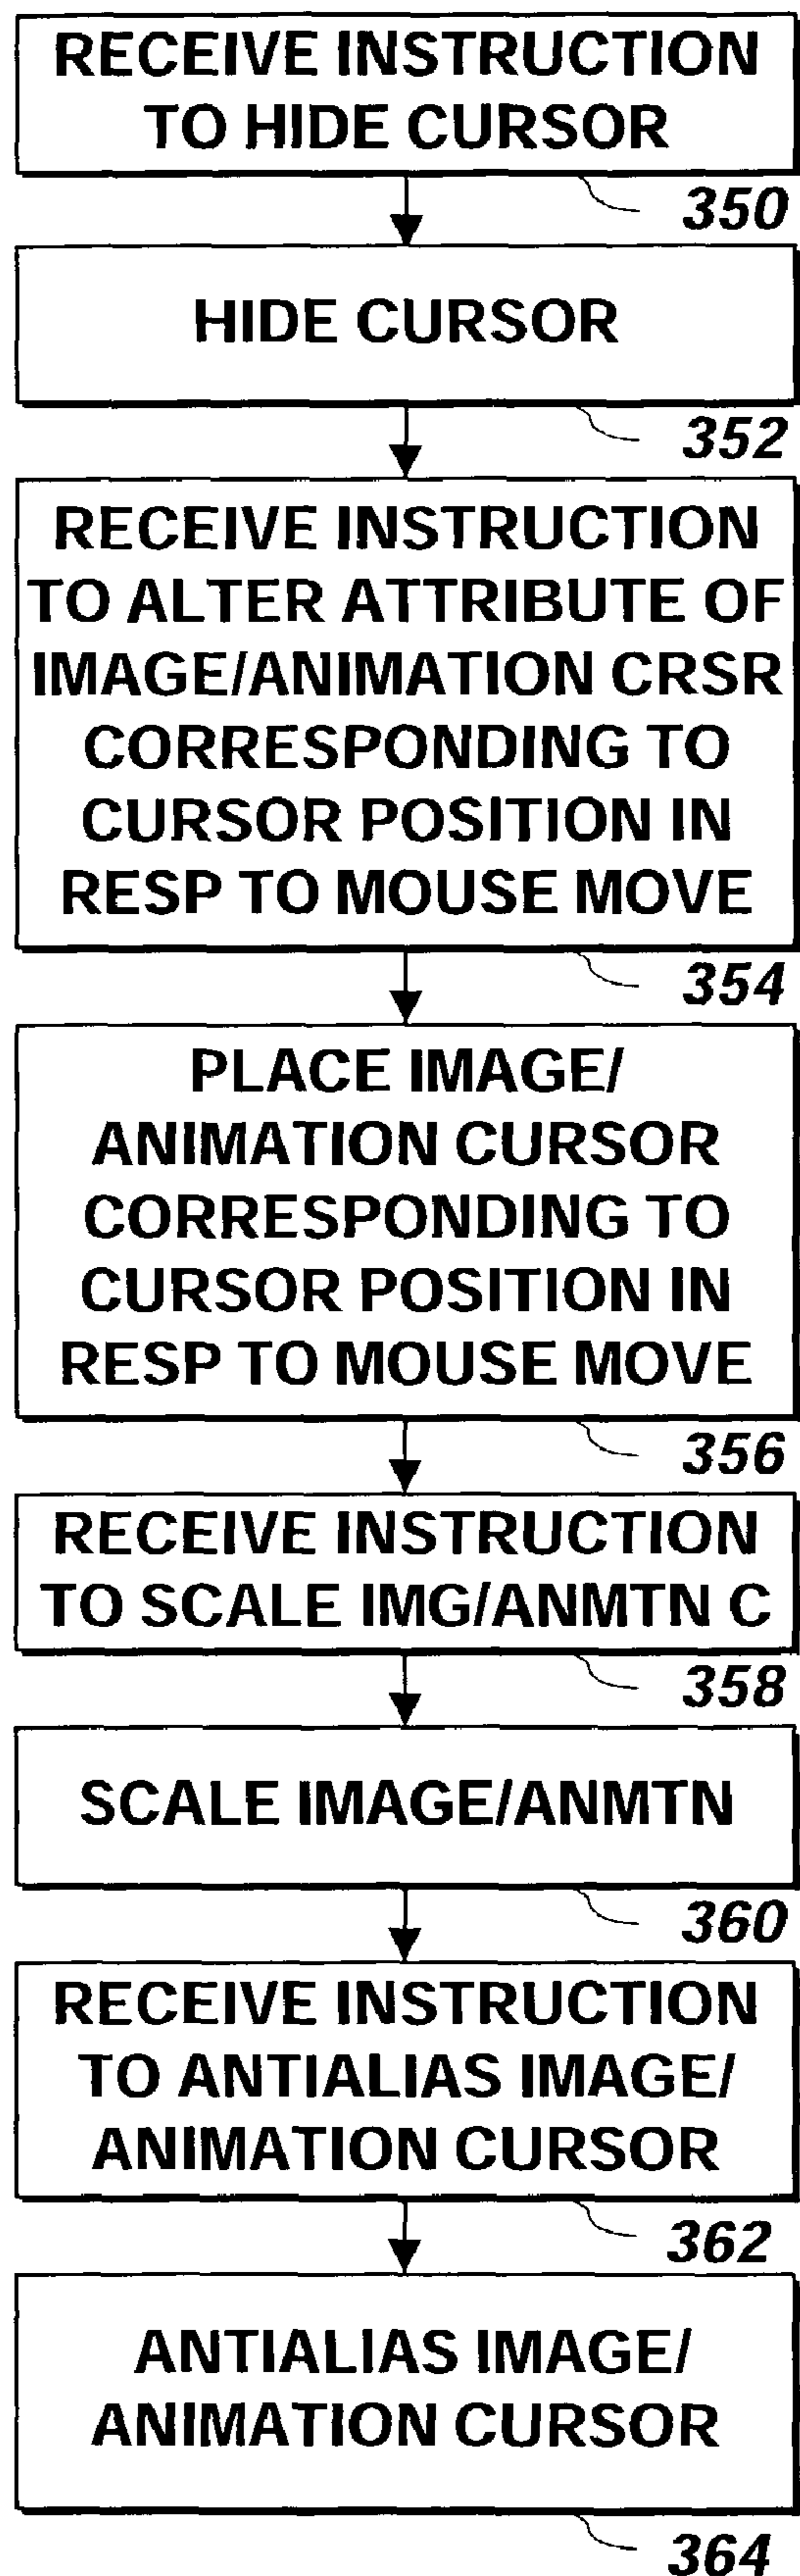 RECEIVE INSTRUCTION
TO HIDE CURSOR
350
HIDE CURSOR
352
RECEIVE INSTRUCTION
TO ALTER ATTRIBUTE OF
IMAGE/ANIMATION CRSR
CORRESPONDING TO
CURSOR POSITION IN
RESP TO MOUSE MOVE
354
PLACE IMAGE/
ANIMATION CURSOR
CORRESPONDING TO
CURSOR POSITION IN
RESP TO MOUSE MOVE
356
RECEIVE INSTRUCTION
TO SCALE IMG/ANMTN C
358
SCALE IMAGE/ANMTN
360
RECEIVE INSTRUCTION
TO ANTIALIAS IMAGE/
ANIMATION CURSOR
362
ANTIALIAS IMAGE/
ANIMATION CURSOR
364